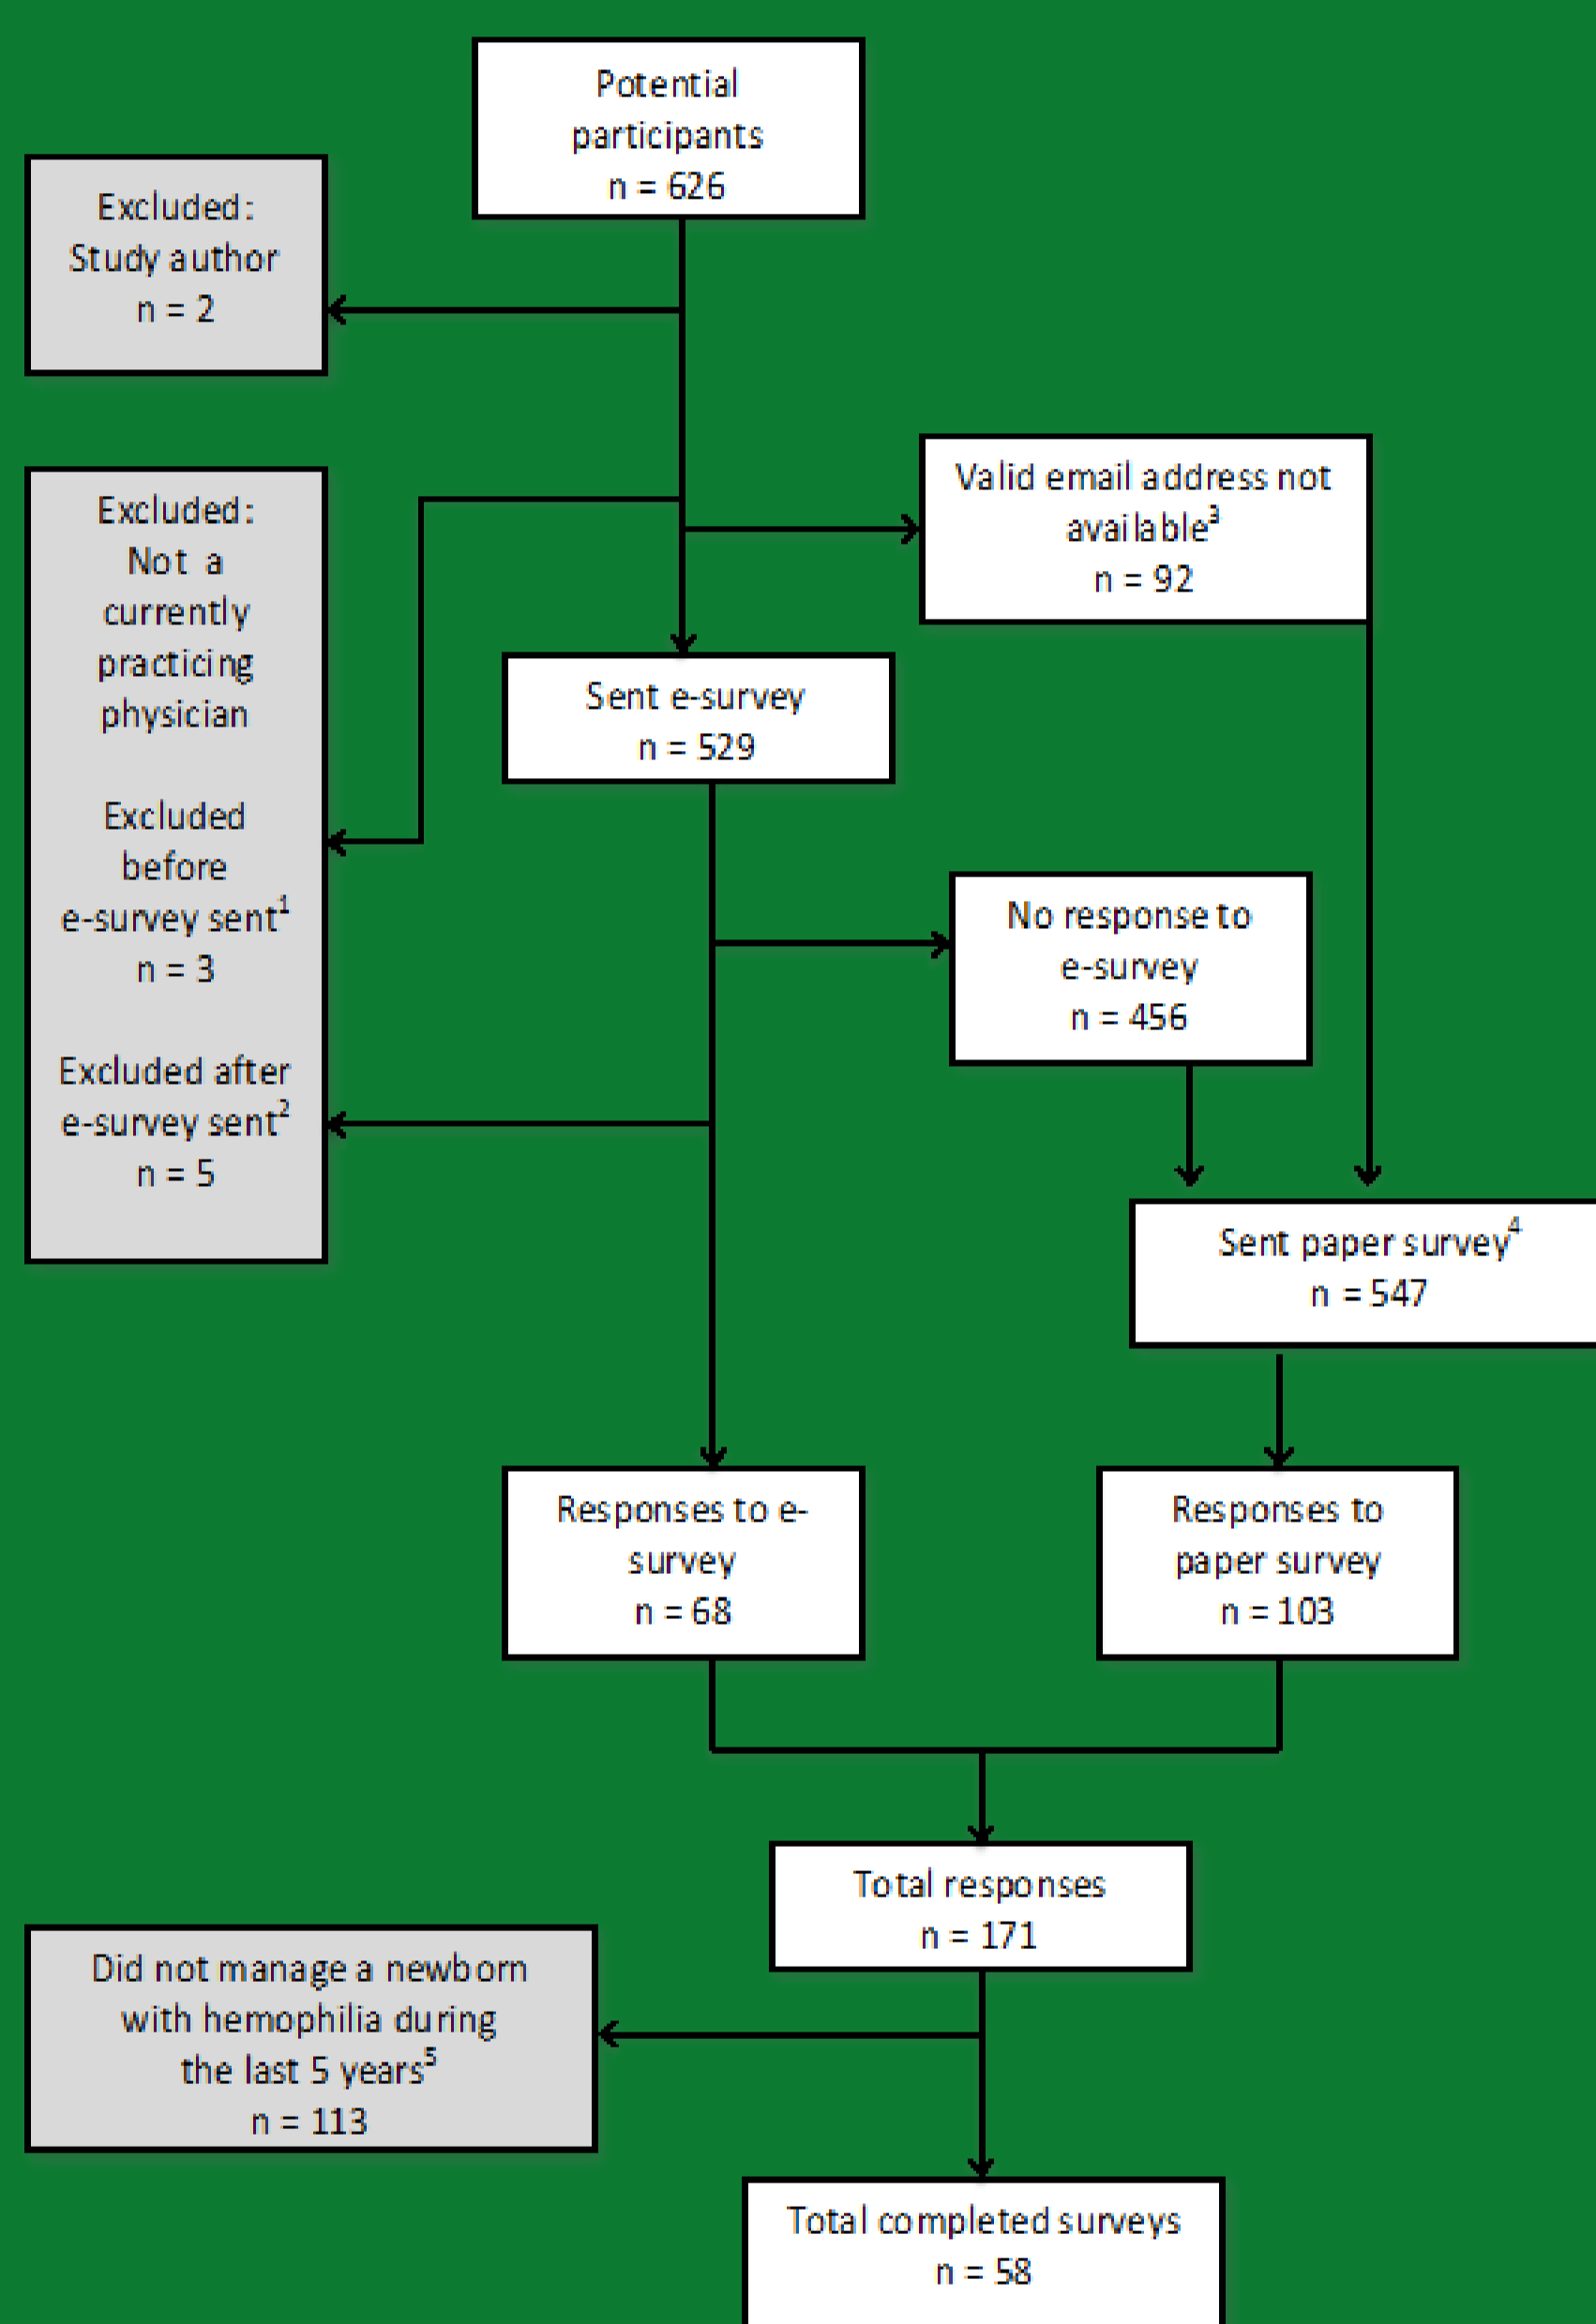 Potential
participants
n = 626
Excluded:
Study author
n = 2
Valid email address not
available³
n = 92
Excluded:
Not a
currently
practicing
physician
Excluded
before
e-survey sent¹
n = 3
Excluded after
e-survey sent²
n = 5
Sent e-survey
n = 529
No response to
e-survey
n = 456
Sent paper survey⁴
n = 547
Responses to e-
survey
n = 68
Responses to
paper survey
n = 103
Total responses
n = 171
Did not manage a newborn
with hemophilia during
the last 5 years⁵
n = 113
Total completed surveys
n = 58